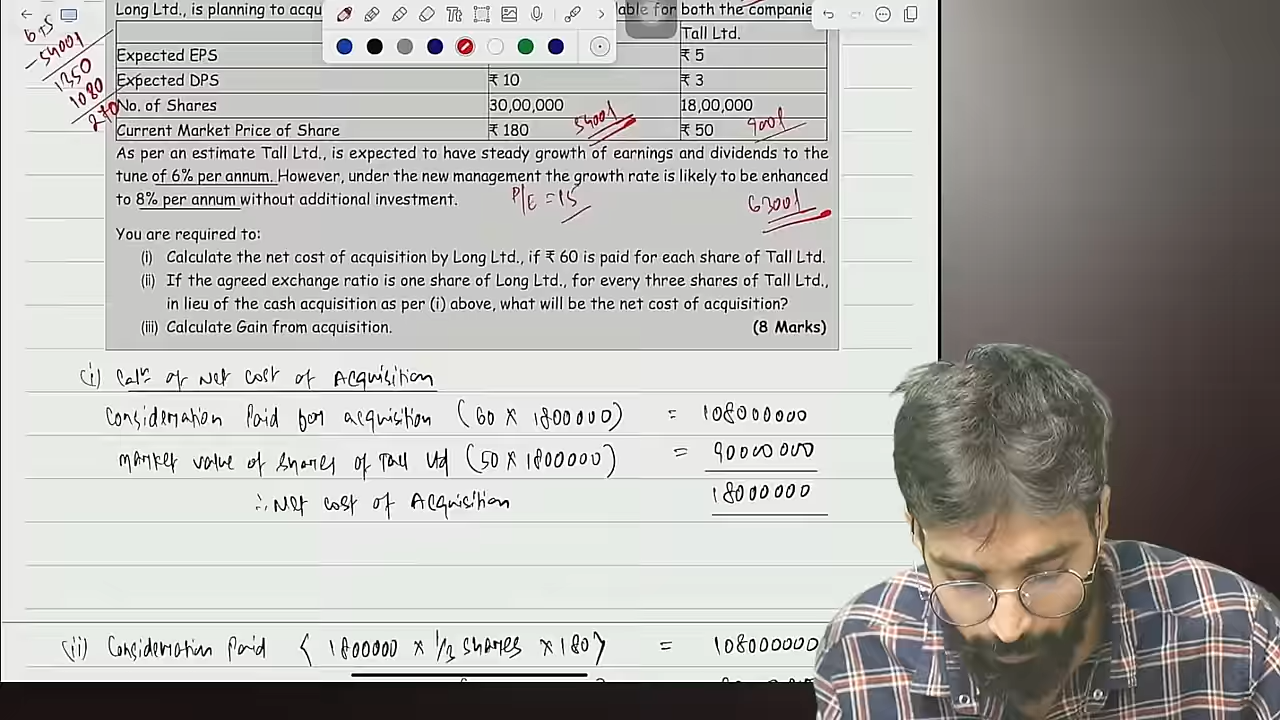 Long Ltd., is planning to acqu lable for both the companie
Tall Ltd.
Expected EPS ₹ 5
Expected DPS ₹ 10 ₹ 3
No. of Shares 30,00,000 18,00,000
Current Market Price of Share ₹ 180 ₹ 50
5400l 900l
- 5400l
1350
1080
270
As per an estimate Tall Ltd., is expected to have steady growth of earnings and dividends to the
tune of 6% per annum. However, under the new management the growth rate is likely to be enhanced
to 8% per annum without additional investment.
P/E = 15 6300l
You are required to:
(i) Calculate the net cost of acquisition by Long Ltd., if ₹ 60 is paid for each share of Tall Ltd.
(ii) If the agreed exchange ratio is one share of Long Ltd., for every three shares of Tall Ltd.,
in lieu of the cash acquisition as per (i) above, what will be the net cost of acquisition?
(iii) Calculate Gain from acquisition. (8 Marks)
(i) Calⁿ of Net cost of Acquisition
Consideration Paid for acquisition (60 × 1800000) = 108000000
market value of shares of Tall Ltd (50 × 1800000) = 90000000
∴ Net cost of Acquisition 18000000
(ii) Consideration Paid { 1800000 × 1/3 shares × 180 } = 108000000